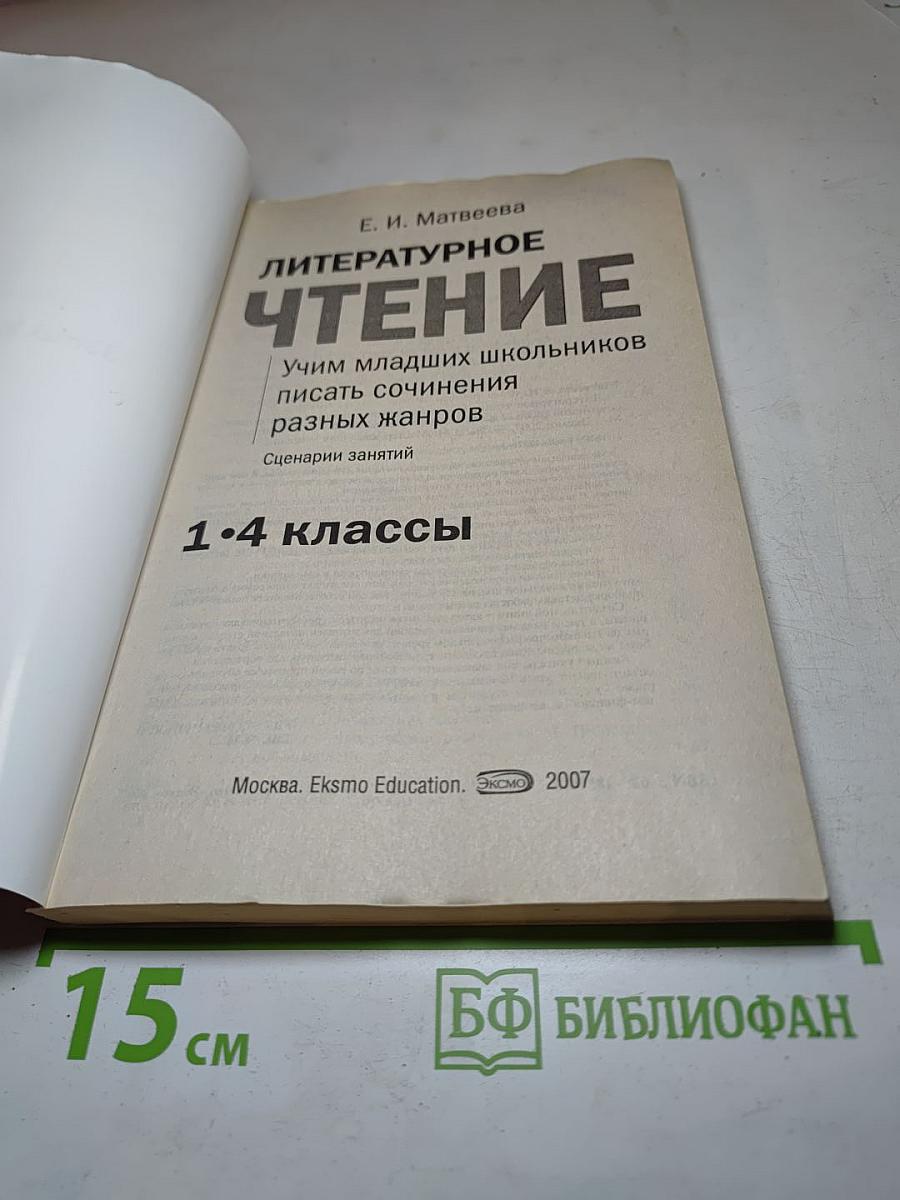 Е. И. Матвеева
ЛИТЕРАТУРНОЕ
ЧТЕНИЕ
Учим младших школьников
писать сочинения
разных жанров
Сценарии занятий
1•4 классы
Москва. Eksmo Education. ЭКСМО 2007
15 см
БФ БИБЛИОФАН